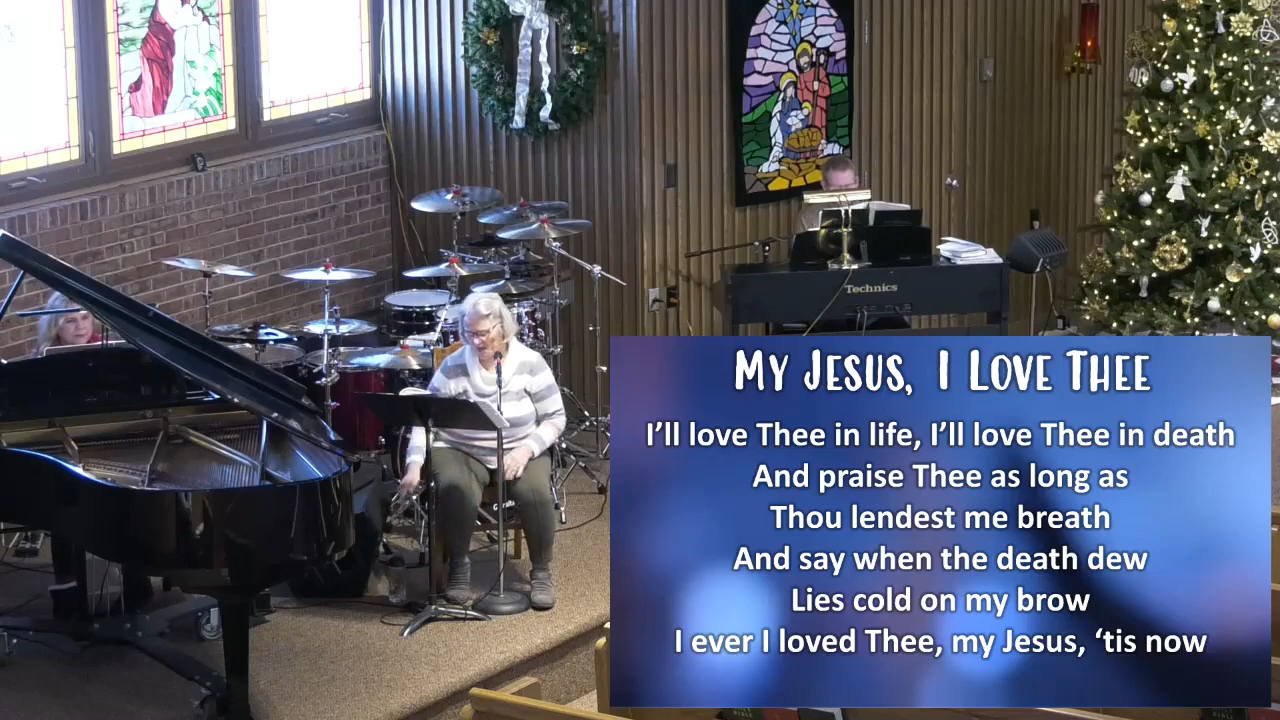 Technics
My Jesus, I Love Thee
I'll love Thee in life, I'll love Thee in death
And praise Thee as long as
Thou lendest me breath
And say when the death dew
Lies cold on my brow
I ever I loved Thee, my Jesus, ‘tis now